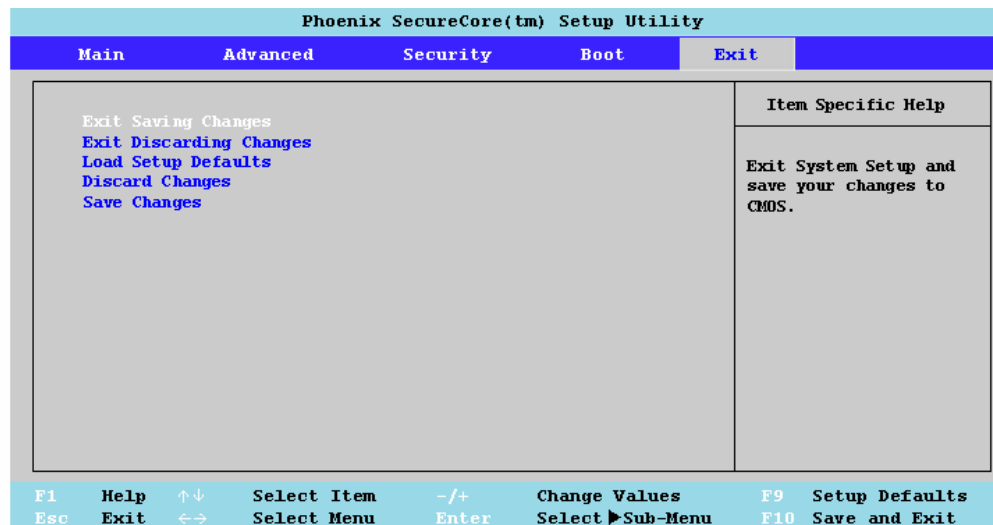 Phoenix SecureCore(tm) Setup Utility
Main Advanced Security Boot Exit
Exit Saving Changes
Exit Discarding Changes
Load Setup Defaults
Discard Changes
Save Changes
Item Specific Help
Exit System Setup and
save your changes to
CMOS.
F1 Help ↑↓ Select Item -/+ Change Values F9 Setup Defaults
Esc Exit ←→ Select Menu Enter Select ▶Sub-Menu F10 Save and Exit